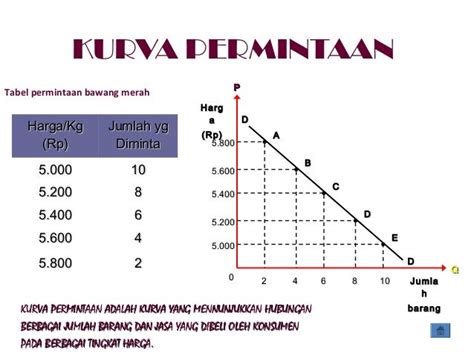 KURVA PERMINTAAN
Tabel permintaan bawang merah
Harga/Kg (Rp) Jumlah yg Diminta
5.000 10
5.200 8
5.400 6
5.600 4
5.800 2
P
Harg
a
(Rp)
D
A
5.800
B
5.600
C
5.400
D
5.200
E
5.000
D
Q
0 2 4 6 8 10 Jumla
h
barang
KURVA PERMINTAAN ADALAH KURVA YANG MENNUNJUKKAN HUBUNGAN
BERBAGAI JUMLAH BARANG DAN JASA YANG DIBELI OLEH KONSUMEN
PADA BERBAGAI TINGKAT HARGA.